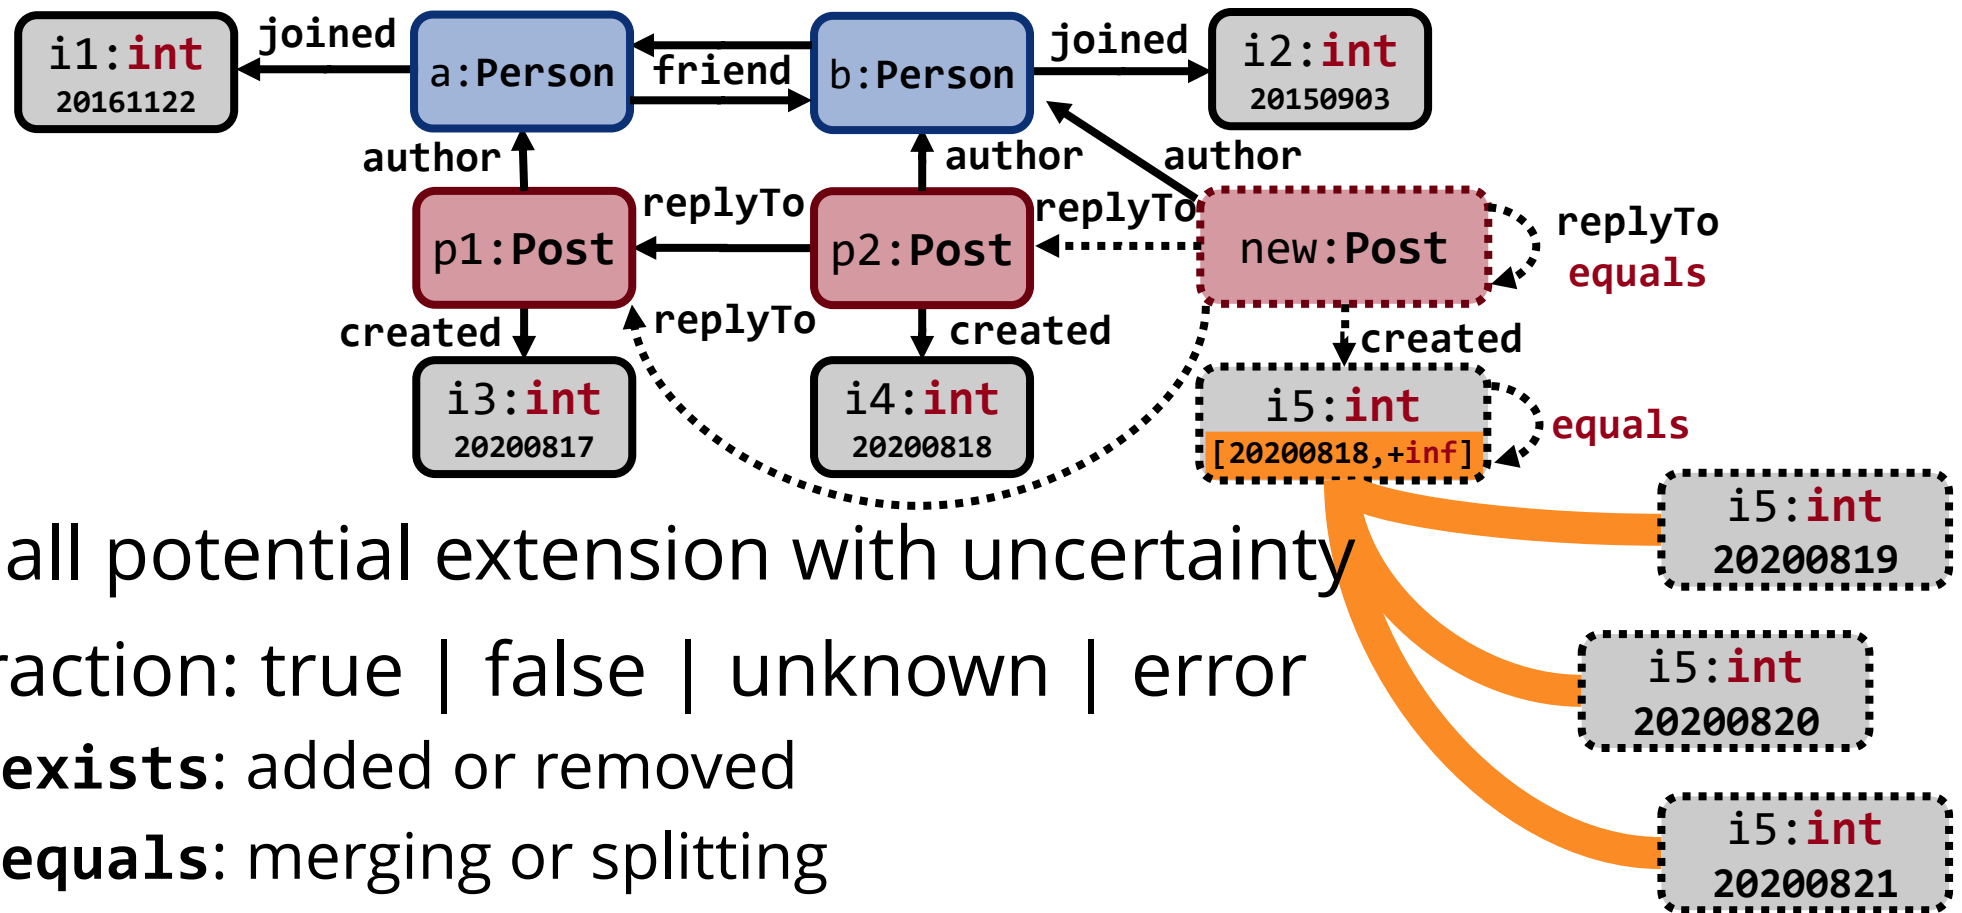 i1:int
20161122
joined
a:Person
friend
b:Person
joined
i2:int
20150903
author
author
author
p1:Post
replyTo
p2:Post
replyTo
new:Post
replyTo
equals
created
replyTo
created
created
i3:int
20200817
i4:int
20200818
i5:int
[20200818,+inf]
equals
i5:int
20200819
all potential extension with uncertainty
raction: true | false | unknown | error
i5:int
20200820
exists: added or removed
equals: merging or splitting
i5:int
20200821